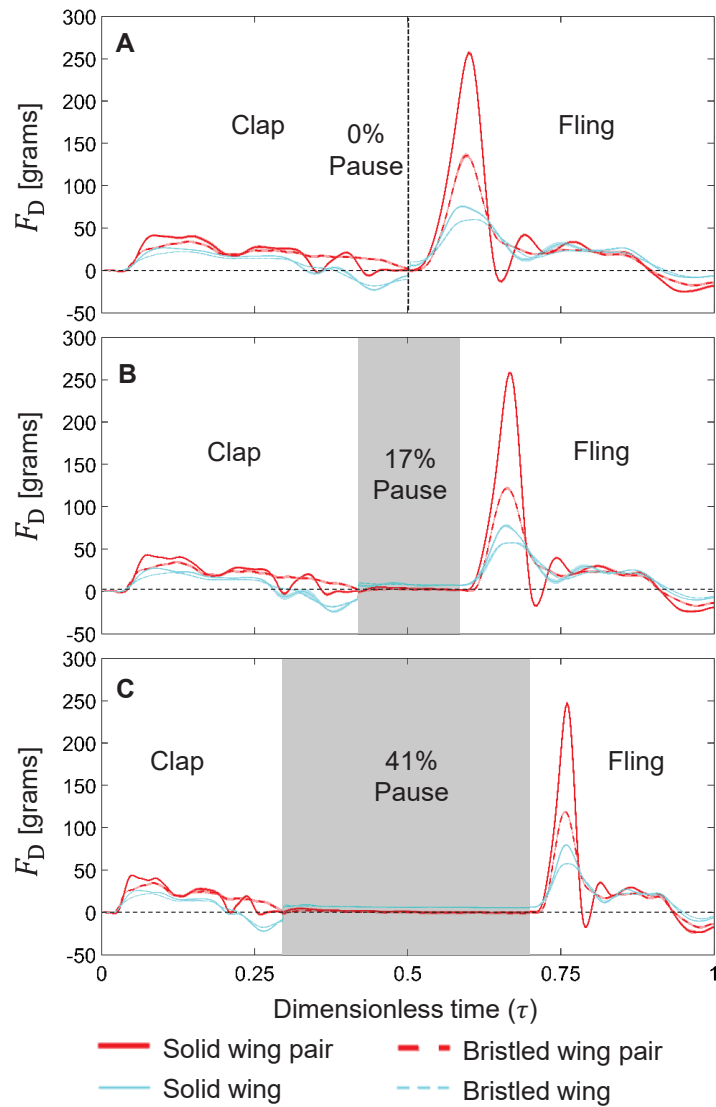 A
300
250
200
150
100
50
0
-50
F_D [grams]
Clap
0%
Pause
Fling
B
300
250
200
150
100
50
0
-50
F_D [grams]
Clap
17%
Pause
Fling
C
300
250
200
150
100
50
0
-50
F_D [grams]
Clap
41%
Pause
Fling
0 0.25 0.5 0.75 1
Dimensionless time (τ)
Solid wing pair Bristled wing pair
Solid wing Bristled wing